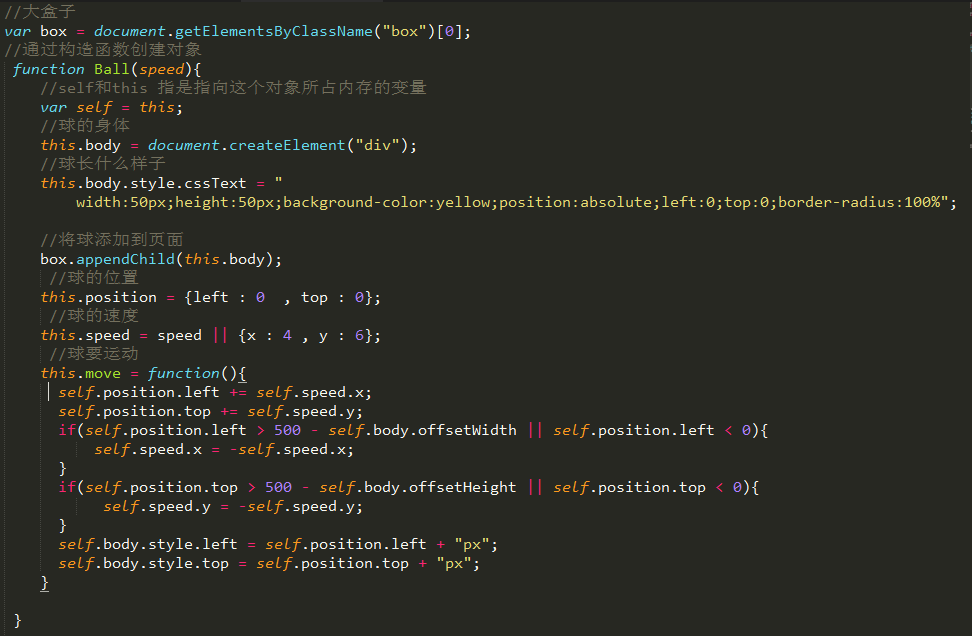 //大盒子
var box = document.getElementsByClassName("box")[0];
//通过构造函数创建对象
function Ball(speed){
//self和this 指是指向这个对象所占内存的变量
var self = this;
//球的身体
this.body = document.createElement("div");
//球长什么样子
this.body.style.cssText = "
width:50px;height:50px;background-color:yellow;position:absolute;left:0;top:0;border-radius:100%";
//将球添加到页面
box.appendChild(this.body);
//球的位置
this.position = {left : 0  , top : 0};
//球的速度
this.speed = speed || {x : 4 , y : 6};
//球要运动
this.move = function(){
self.position.left += self.speed.x;
self.position.top += self.speed.y;
if(self.position.left > 500 - self.body.offsetWidth || self.position.left < 0){
self.speed.x = -self.speed.x;
}
if(self.position.top > 500 - self.body.offsetHeight || self.position.top < 0){
self.speed.y = -self.speed.y;
}
self.body.style.left = self.position.left + "px";
self.body.style.top = self.position.top + "px";
}
}